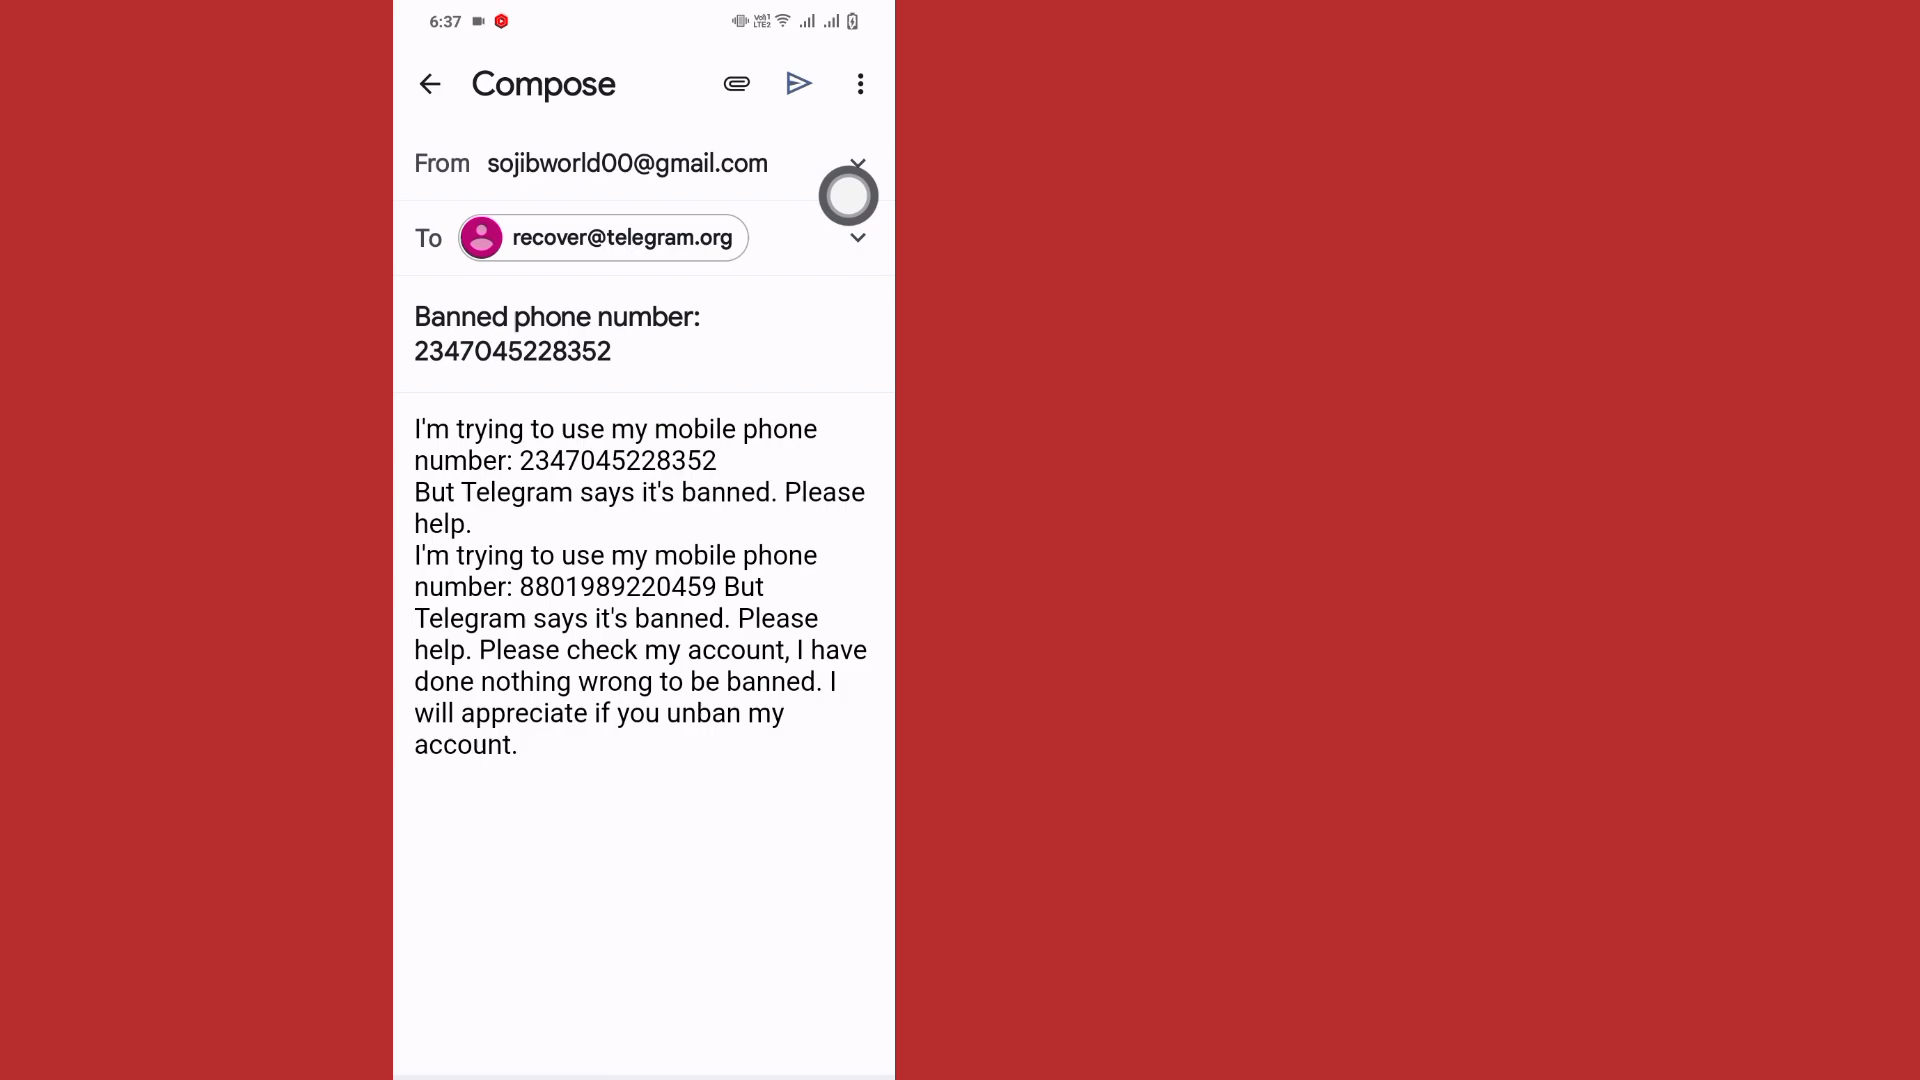 6:37
Vo)) 1
LTE2
Compose
From sojibworld00@gmail.com
To recover@telegram.org
Banned phone number:
2347045228352
I'm trying to use my mobile phone
number: 2347045228352
But Telegram says it's banned. Please
help.
I'm trying to use my mobile phone
number: 8801989220459 But
Telegram says it's banned. Please
help. Please check my account, I have
done nothing wrong to be banned. I
will appreciate if you unban my
account.